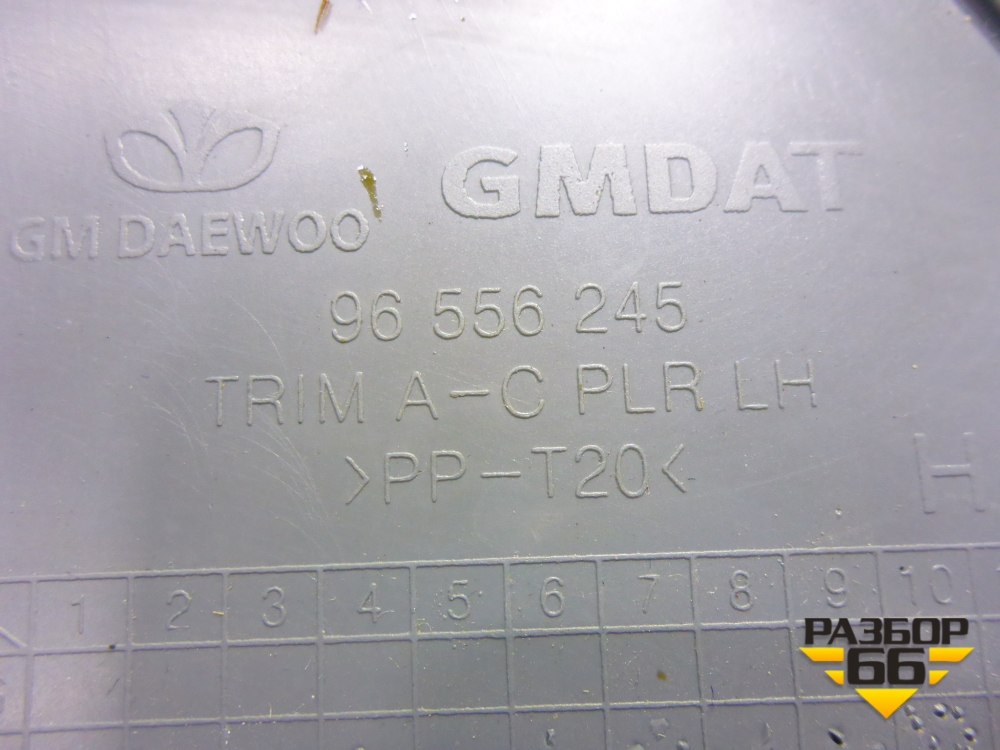 GM DAEWOO
GMDAT
96 556 245
TRIM A-C PLR LH
>PP-T20<
H
1 2 3 4 5 6 7 8 9 10
РАЗБОР
66